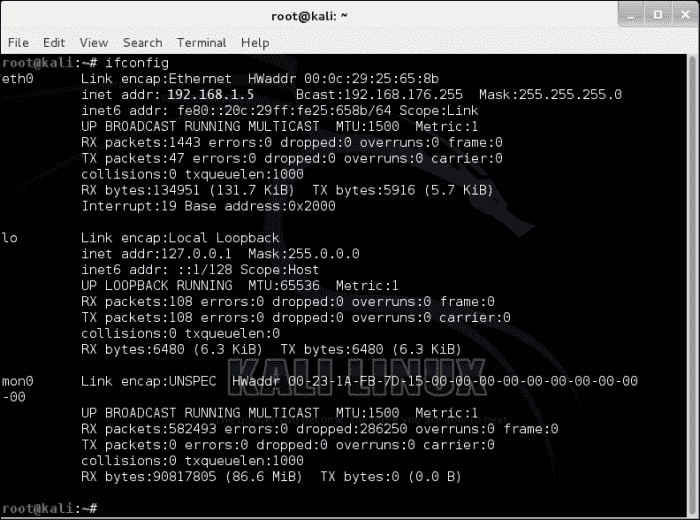 root@kali: ~
File Edit View Search Terminal Help
root@kali:~# ifconfig
eth0 Link encap:Ethernet HWaddr 00:0c:29:25:65:8b
inet addr: 192.168.1.5 Bcast:192.168.176.255 Mask:255.255.255.0
inet6 addr: fe80::20c:29ff:fe25:658b/64 Scope:Link
UP BROADCAST RUNNING MULTICAST MTU:1500 Metric:1
RX packets:1443 errors:0 dropped:0 overruns:0 frame:0
TX packets:47 errors:0 dropped:0 overruns:0 carrier:0
collisions:0 txqueuelen:1000
RX bytes:134951 (131.7 KiB) TX bytes:5916 (5.7 KiB)
Interrupt:19 Base address:0x2000
lo Link encap:Local Loopback
inet addr:127.0.0.1 Mask:255.0.0.0
inet6 addr: ::1/128 Scope:Host
UP LOOPBACK RUNNING MTU:65536 Metric:1
RX packets:108 errors:0 dropped:0 overruns:0 frame:0
TX packets:108 errors:0 dropped:0 overruns:0 carrier:0
collisions:0 txqueuelen:0
RX bytes:6480 (6.3 KiB) TX bytes:6480 (6.3 KiB)
KALI LINUX
mon0 Link encap:UNSPEC HWaddr 00-23-1A-FB-7D-15-00-00-00-00-00-00-00-00-00
-00
UP BROADCAST RUNNING MULTICAST MTU:1500 Metric:1
RX packets:582493 errors:0 dropped:286250 overruns:0 frame:0
TX packets:0 errors:0 dropped:0 overruns:0 carrier:0
collisions:0 txqueuelen:1000
RX bytes:90817805 (86.6 MiB) TX bytes:0 (0.0 B)
root@kali:~#